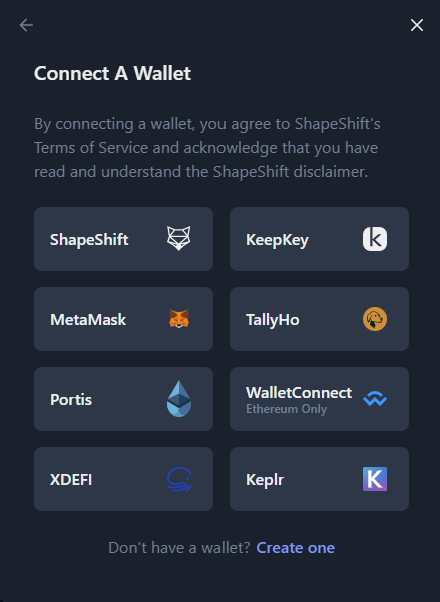 Connect A Wallet
By connecting a wallet, you agree to ShapeShift's
Terms of Service and acknowledge that you have
read and understand the ShapeShift disclaimer.
ShapeShift
KeepKey
MetaMask
TallyHo
Portis
WalletConnect
Ethereum Only
XDEFI
Keplr
Don't have a wallet? Create one